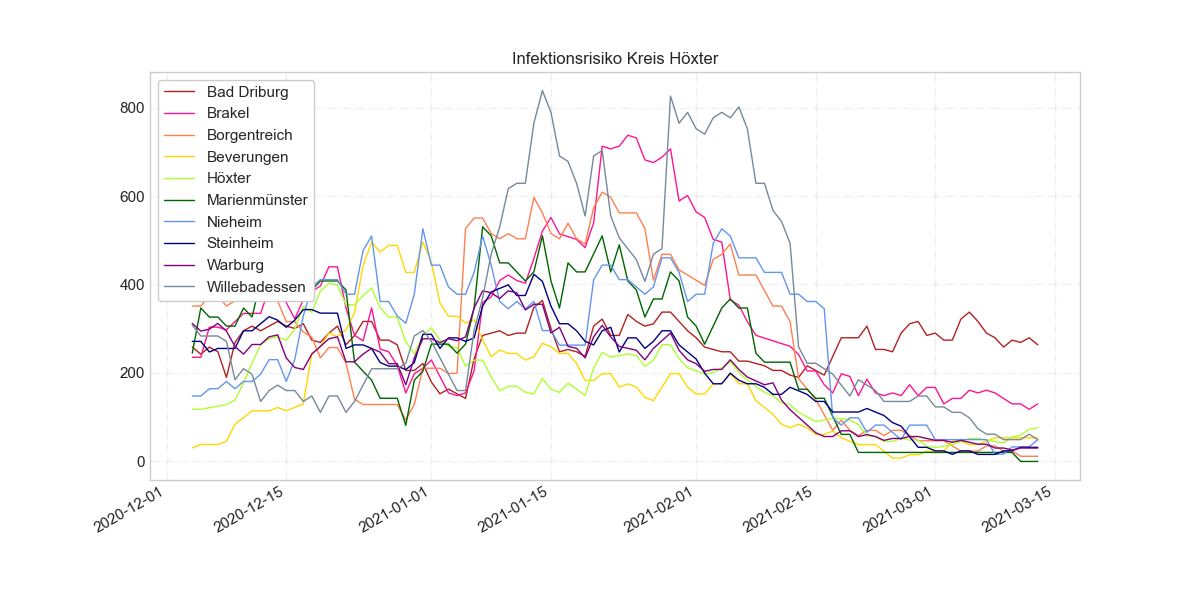 Infektionsrisiko Kreis Höxter
Bad Driburg
Brakel
Borgentreich
Beverungen
Höxter
Marienmünster
Nieheim
Steinheim
Warburg
Willebadessen
800
600
400
200
0
2020-12-01
2020-12-15
2021-01-01
2021-01-15
2021-02-01
2021-02-15
2021-03-01
2021-03-15